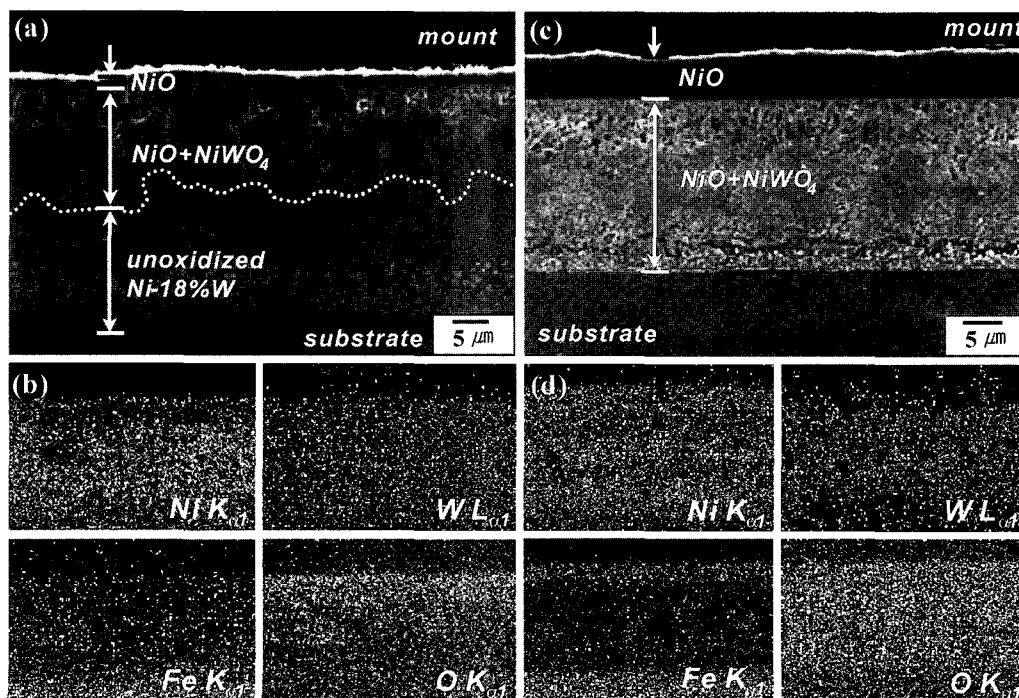 (a)
mount
NiO
NiO+NiWO4
unoxidized
Ni-18%W
substrate
5 μm
(c)
mount
NiO
NiO+NiWO4
substrate
5 μm
(b)
Ni Kα1
W Lα1
Fe Kα1
O Kα1
(d)
Ni Kα1
W Lα1
Fe Kα1
O Kα1